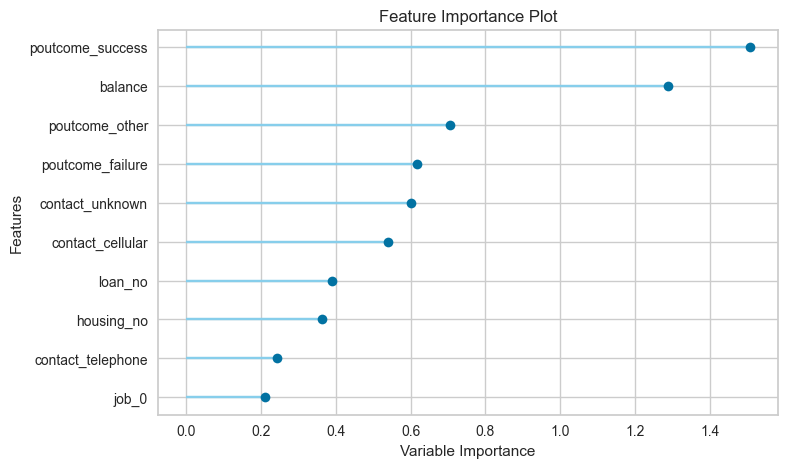 Feature Importance Plot
poutcome_success
balance
poutcome_other
poutcome_failure
contact_unknown
contact_cellular
loan_no
housing_no
contact_telephone
job_0
Features
0.0 0.2 0.4 0.6 0.8 1.0 1.2 1.4
Variable Importance